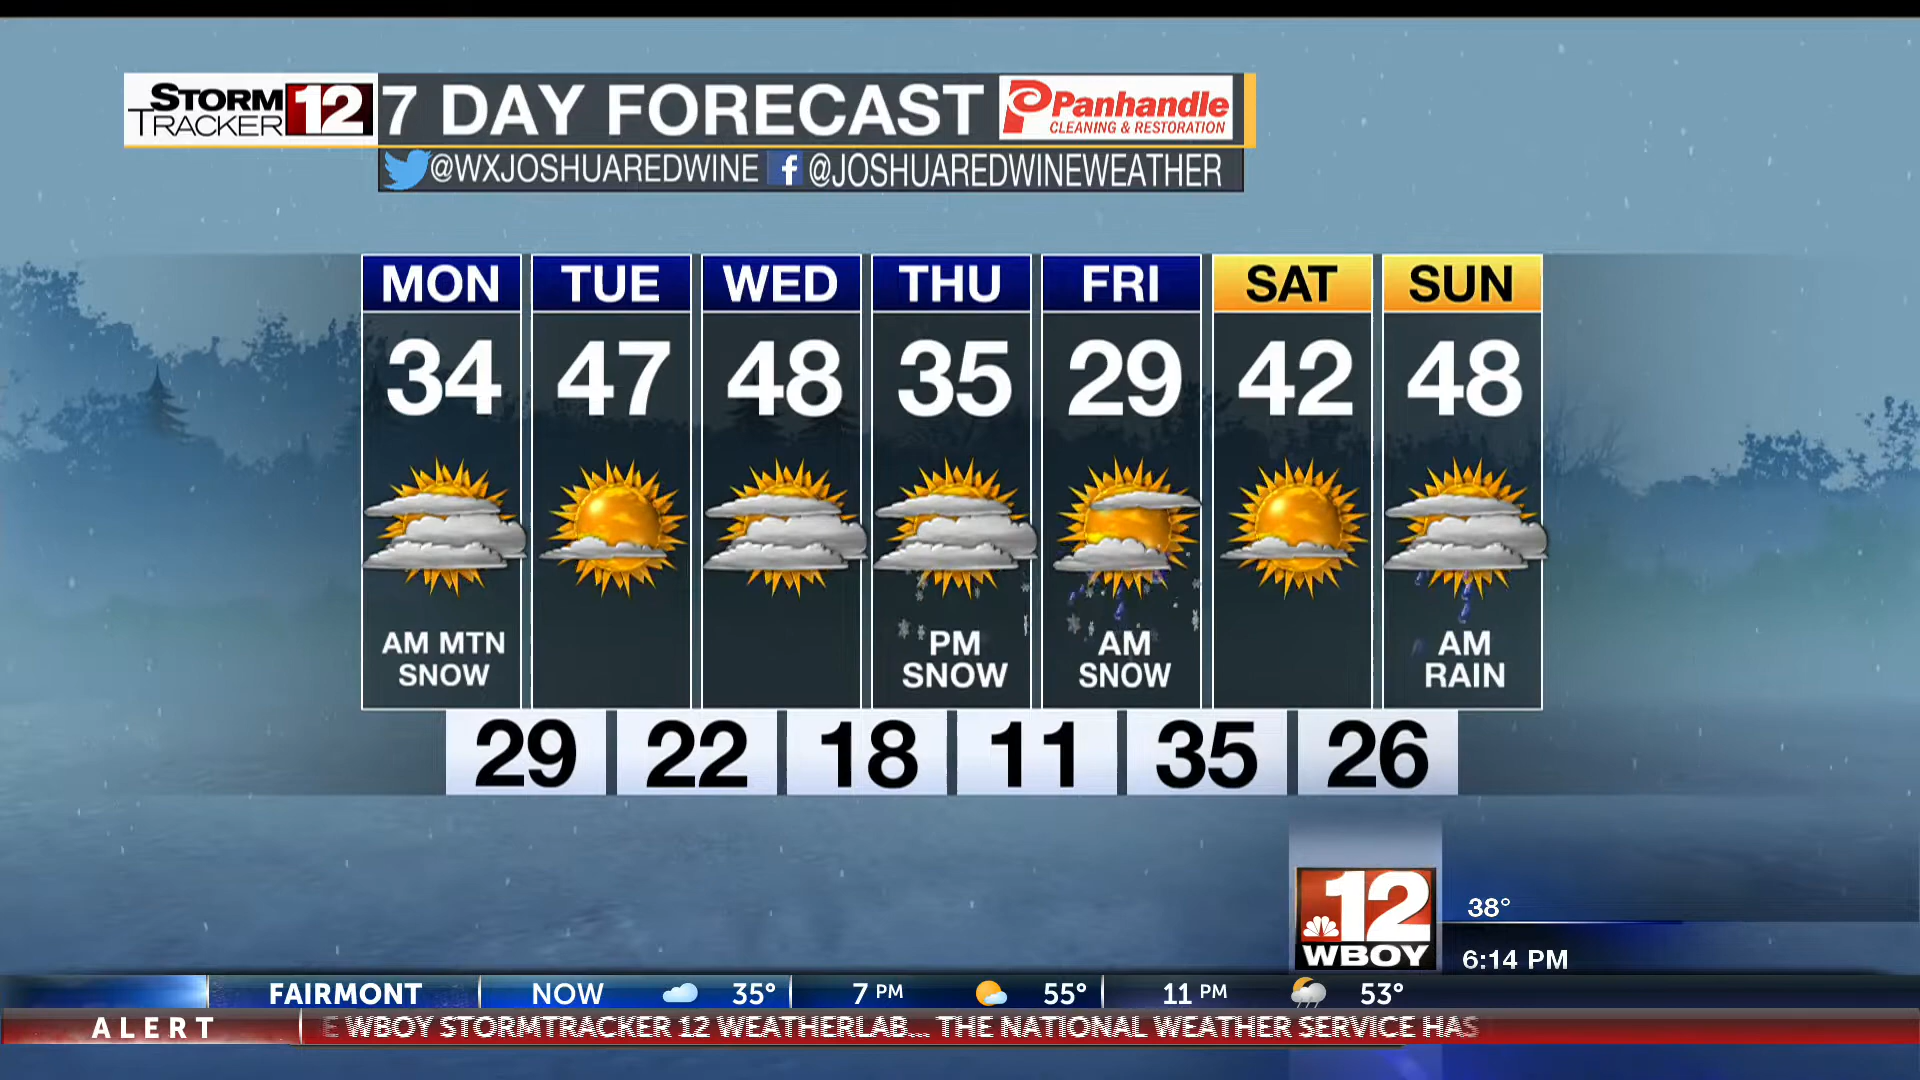 STORM TRACKER 12 7 DAY FORECAST Panhandle CLEANING & RESTORATION
@WXJOSHUAREDWINE f @JOSHUAREDWINEWEATHER
MON TUE WED THU FRI SAT SUN
34 47 48 35 29 42 48
AM MTN SNOW
PM SNOW
AM SNOW
AM RAIN
29 22 18 11 35 26
12 WBOY
38°
6:14 PM
FAIRMONT NOW 35° 7 PM 55° 11 PM 53°
ALERT E WBOY STORMTRACKER 12 WEATHERLAB... THE NATIONAL WEATHER SERVICE HAS